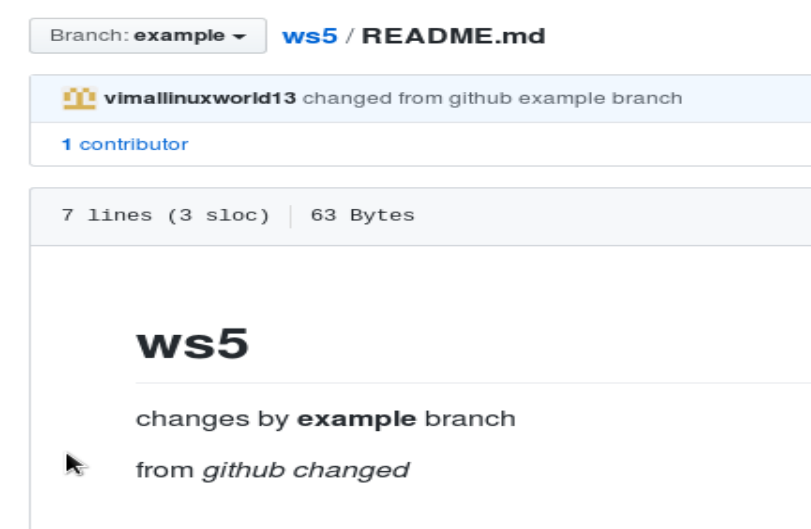 Branch: example
ws5 / README.md
vimallinuxworld13 changed from github example branch
1 contributor
7 lines (3 sloc) 63 Bytes
ws5
changes by example branch
from github changed